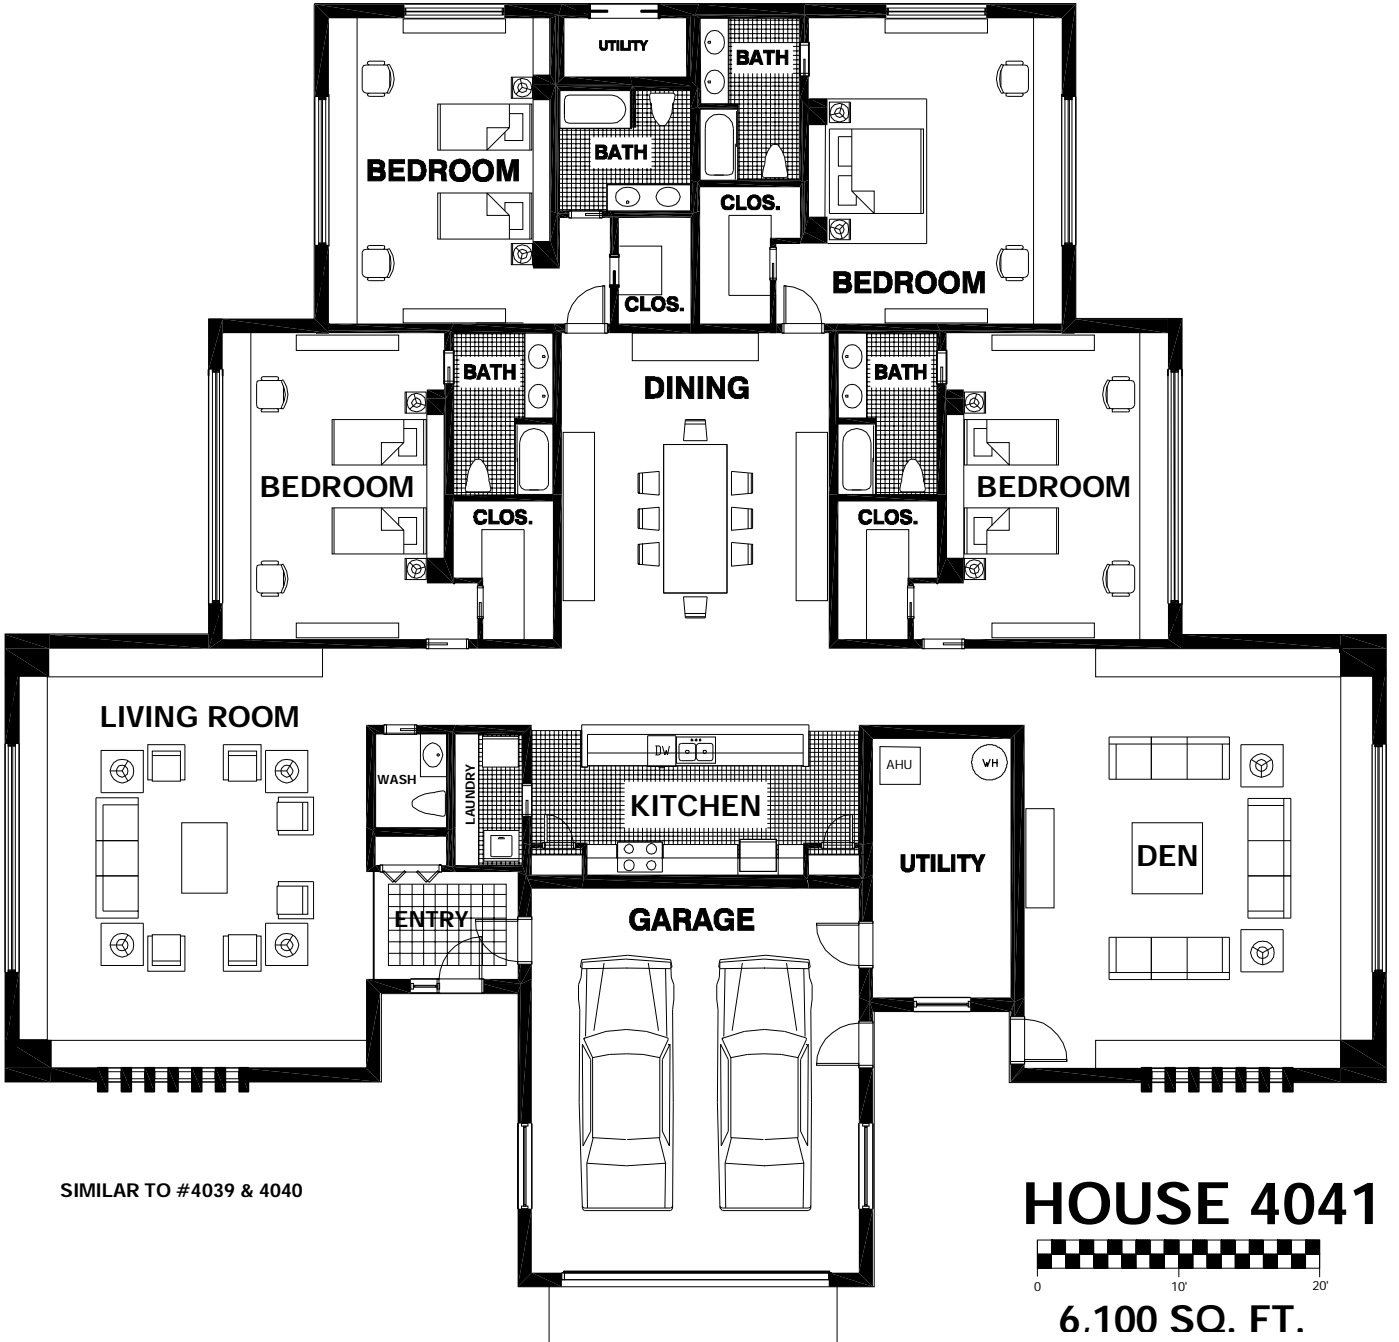 UTILITY
BATH
BATH
BEDROOM
CLOS.
BEDROOM
CLOS.
BATH
DINING
BATH
BEDROOM
BEDROOM
CLOS.
CLOS.
LIVING ROOM
WASH
LAUNDRY
DW
KITCHEN
AHU
WH
UTILITY
DEN
ENTRY
GARAGE
SIMILAR TO #4039 & 4040
HOUSE 4041
0 10' 20'
6,100 SQ. FT.